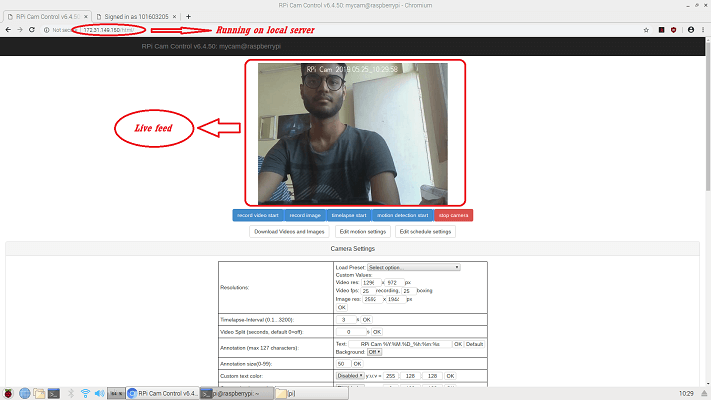 RPi Cam Control v6.4.50: mycam@raspberrypi - Chromium
RPi Cam Control v6.4.5
Signed in as 101603205
Not secure
172.31.149.150/html/
Running on local server
RPi Cam Control v6.4.50: mycam@raspberrypi
RPi Cam 2019.05.25_10:29:58
Live feed
record video start
record image
timelapse start
motion detection start
stop camera
Download Videos and Images
Edit motion settings
Edit schedule settings
Camera Settings
Resolutions:
Load Preset: Select option...
Custom Values:
Video res: 1296 x 972 px
Video fps: 25 recording, 25 boxing
Image res: 2592 x 1944 px
OK
Timelapse-Interval (0.1...3200): 3 s OK
Video Split (seconds, default 0=off): 0 s OK
Annotation (max 127 characters):
Text: RPi Cam %Y.%M.%D_%h:%m:%s OK Default
Background: Off
Annotation size(0-99): 50 OK
Custom text color: Disabled y:u:v = 255 : 128 : 128 OK
RPi Cam Control v6.4...
pi@raspberrypi: ~
[pi]
10:29